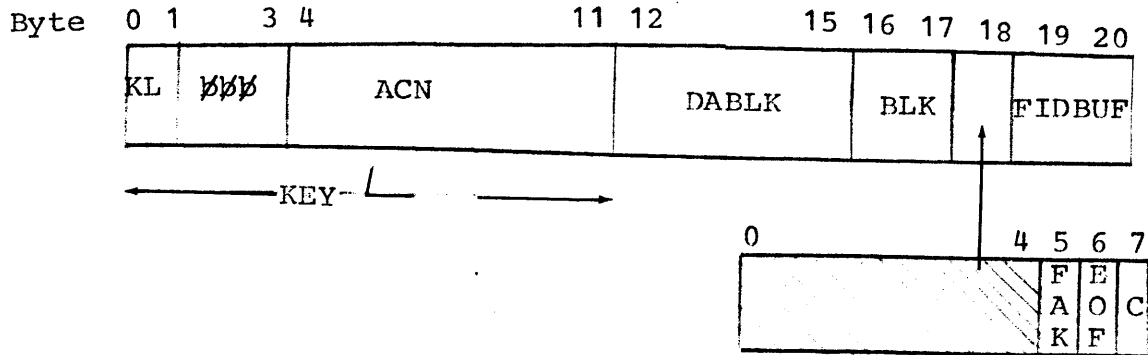 Byte 0 1 3 4 11 12 15 16 17 18 19 20
KL ƀƀƀ ACN DABLK BLK FIDBUF
KEY
0 4 5 6 7
F E
A O C
K F